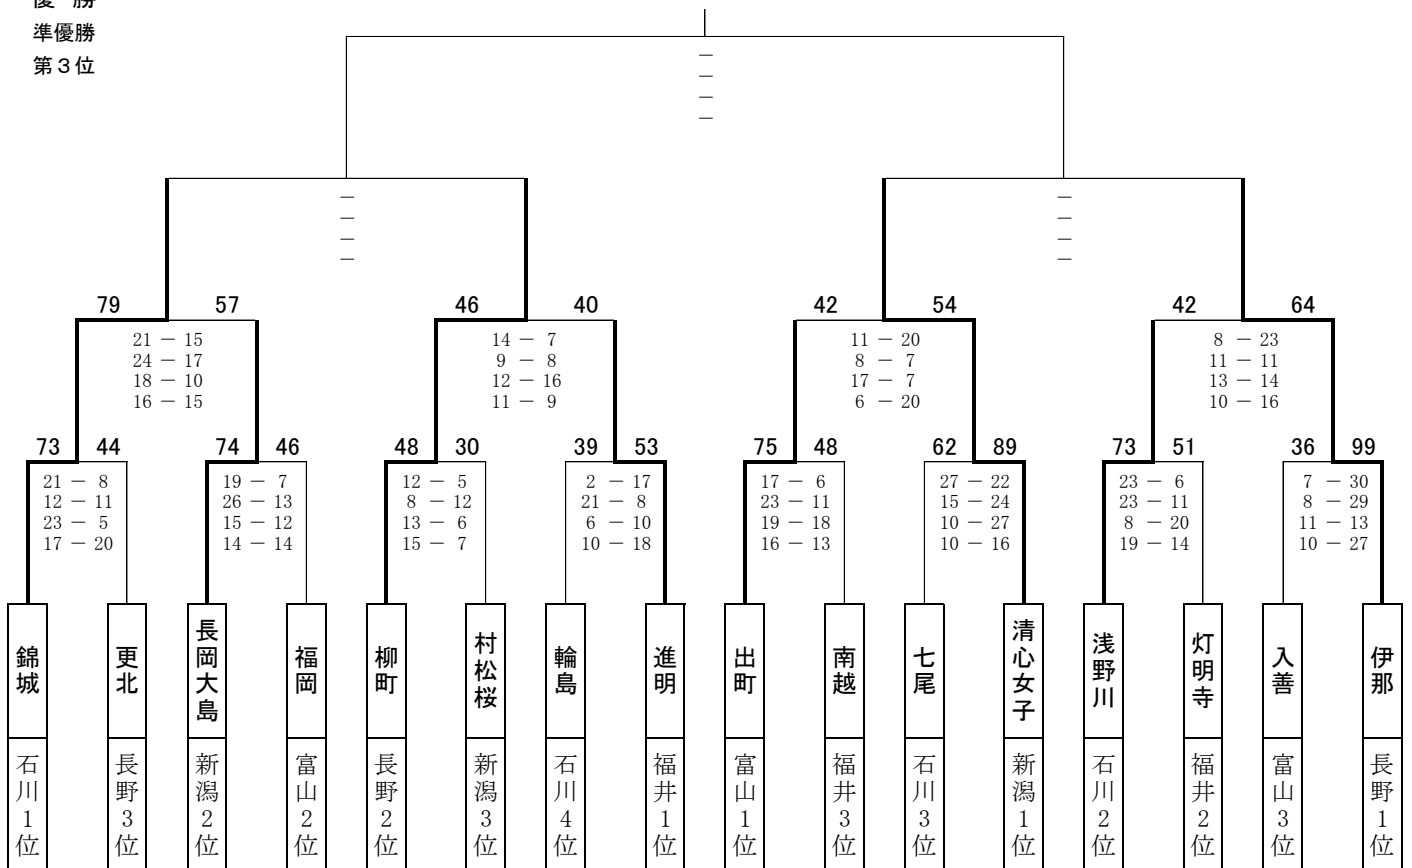 優 勝
準優勝
第３位
－
－
－
－
－
－
－
－
－
－
－
－
79 57 46 40 42 54 42 64
21 － 15 14 － 7 11 － 20 8 － 23
24 － 17 9 － 8 8 － 7 11 － 11
18 － 10 12 － 16 17 － 7 13 － 14
16 － 15 11 － 9 6 － 20 10 － 16
73 44 74 46 48 30 39 53 75 48 62 89 73 51 36 99
21 － 8 19 － 7 12 － 5 2 － 17 17 － 6 27 － 22 23 － 6 7 － 30
12 － 11 26 － 13 8 － 12 21 － 8 23 － 11 15 － 24 23 － 11 8 － 29
23 － 5 15 － 12 13 － 6 6 － 10 19 － 18 10 － 27 8 － 20 11 － 13
17 － 20 14 － 14 15 － 7 10 － 18 16 － 13 10 － 16 19 － 14 10 － 27
錦城
更北
長岡大島
福岡
柳町
村松桜
輪島
進明
出町
南越
七尾
清心女子
浅野川
灯明寺
入善
伊那
石川1位
長野3位
新潟2位
富山2位
長野2位
新潟3位
石川4位
福井1位
富山1位
福井3位
石川3位
新潟1位
石川2位
福井2位
富山3位
長野1位